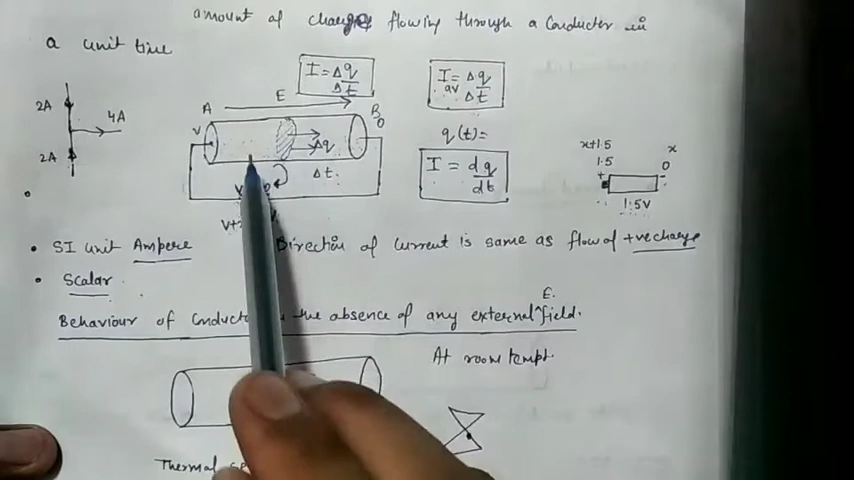 amount of charge flowing through a Conductor in
a unit time
I = Δq/Δt
I av = Δq/Δt
2A
4A
2A
A
E
B
V
0
Δq
Δt
q(t) =
I = dq/dt
x+1.5
1.5
+
x
0
-
1.5V
• SI unit Ampere
Direction of current is same as flow of +ve charge
• Scalar
Behaviour of Conducto the absence of any external E. field.
At room tempt.
Thermal